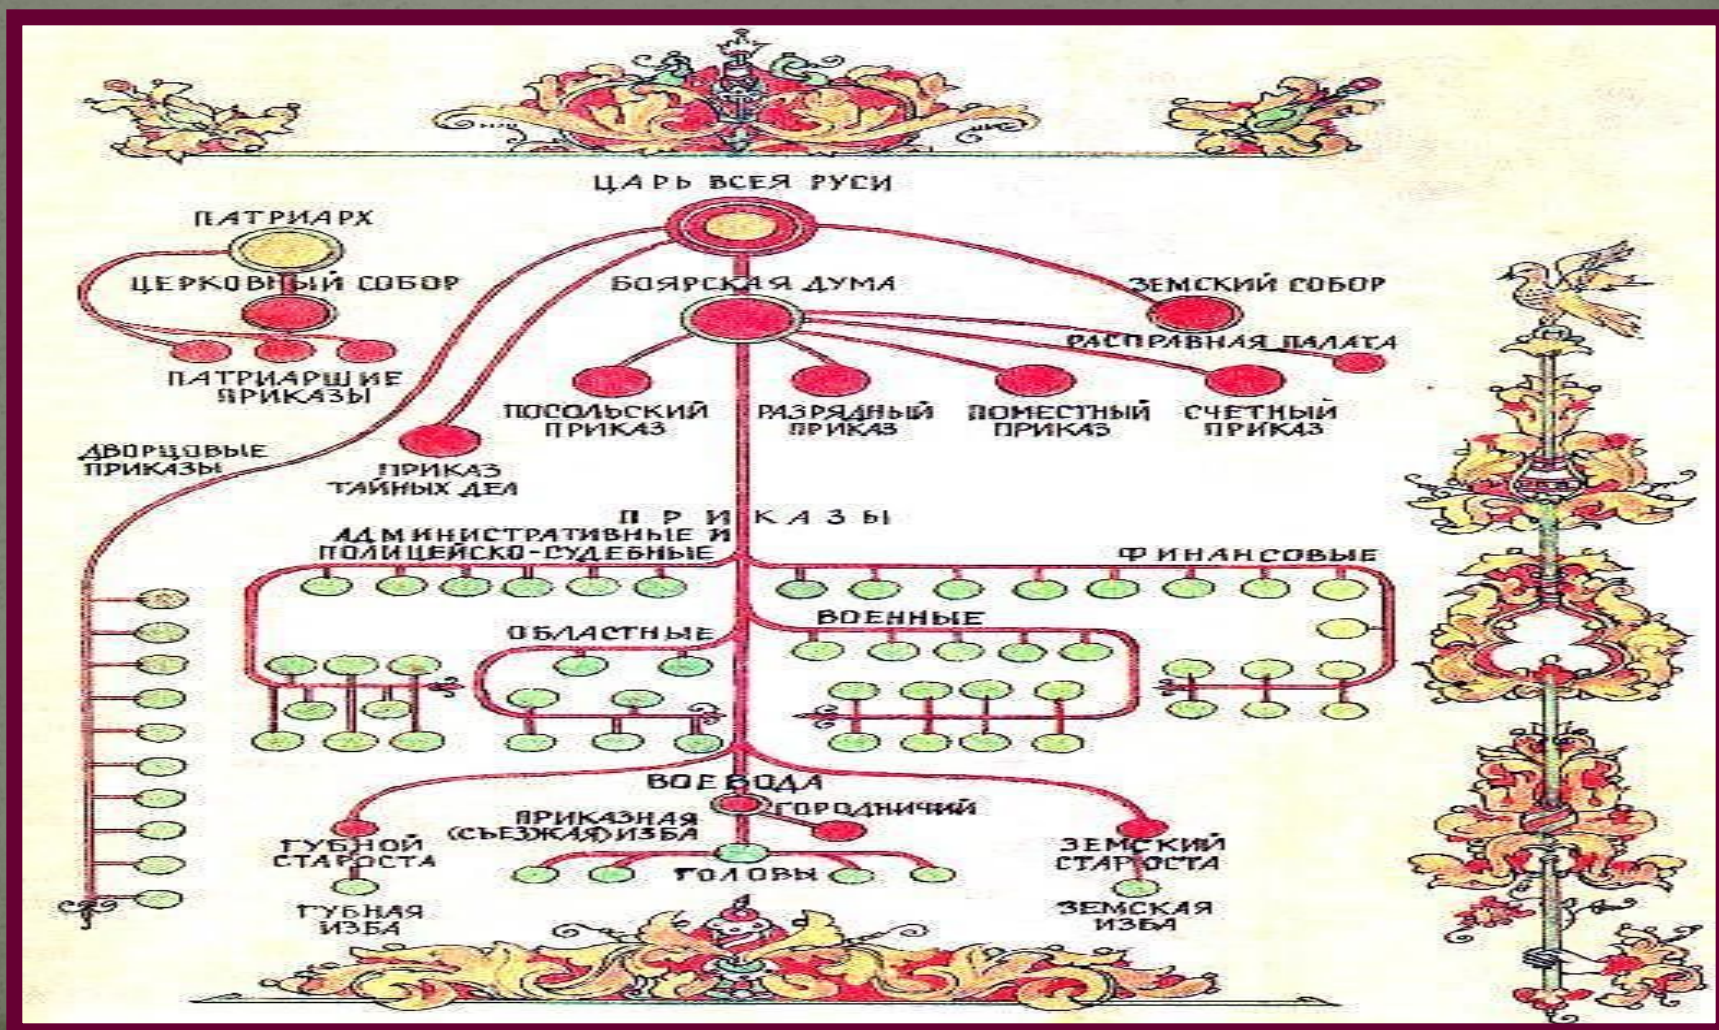 ЦАРЬ ВСЕЯ РУСИ
ПАТРИАРХ
ЦЕРКОВНЫЙ СОБОР
БОЯРСКАЯ ДУМА
ЗЕМСКИЙ СОБОР
РАСПРАВНАЯ ПАЛАТА
ПАТРИАРШИЕ
ПРИКАЗЫ
ПОСОЛЬСКИЙ
ПРИКАЗ
РАЗРЯДНЫЙ
ПРИКАЗ
ПОМЕСТНЫЙ
ПРИКАЗ
СЧЕТНЫЙ
ПРИКАЗ
ДВОРЦОВЫЕ
ПРИКАЗЫ
ПРИКАЗ
ТАЙНЫХ ДЕЛ
ПРИКАЗЫ
АДМИНИСТРАТИВНЫЕ И
ПОЛИЦЕЙСКО-СУДЕБНЫЕ
ФИНАНСОВЫЕ
ОБЛАСТНЫЕ
ВОЕННЫЕ
ВОЕВОДА
ГОРОДНИЧИЙ
ПРИКАЗНАЯ
(СЪЕЗЖАЯ) ИЗБА
ГУБНОЙ
СТАРОСТА
ЗЕМСКИЙ
СТАРОСТА
ГОЛОВЫ
ГУБНАЯ
ИЗБА
ЗЕМСКАЯ
ИЗБА